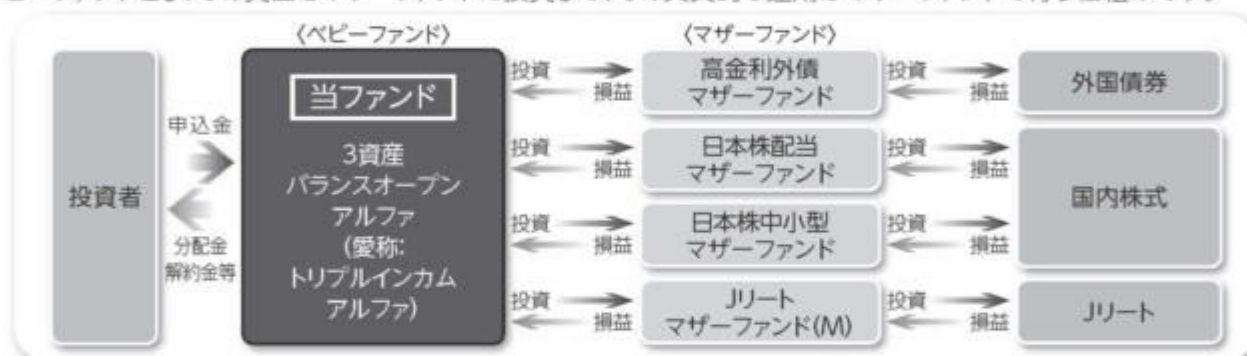 〈ベビーファンド〉
〈マザーファンド〉
投資者
申込金
分配金
解約金等
当ファンド
3資産
バランスオープン
アルファ
(愛称:
トリプルインカム
アルファ)
投資
損益
高金利外債
マザーファンド
投資
損益
外国債券
投資
損益
日本株配当
マザーファンド
投資
損益
国内株式
投資
損益
日本株中小型
マザーファンド
投資
損益
投資
損益
Jリート
マザーファンド(M)
投資
損益
Jリート